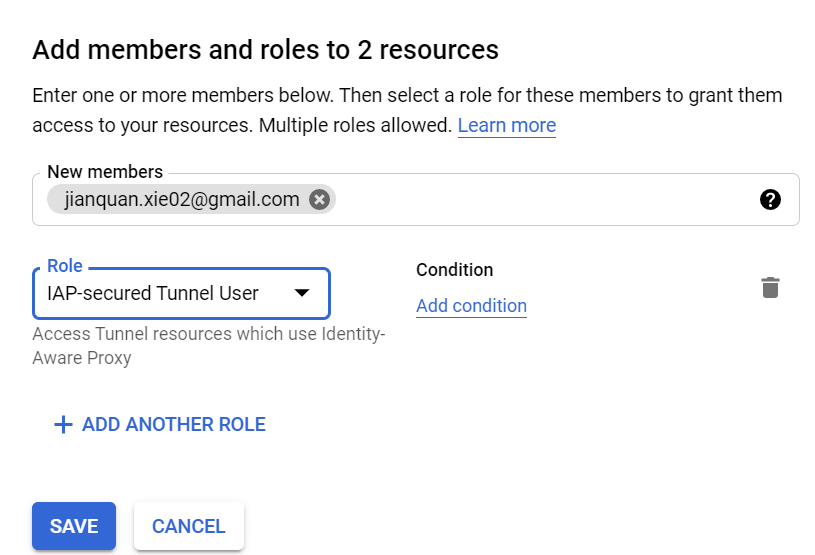 Add members and roles to 2 resources
Enter one or more members below. Then select a role for these members to grant them
access to your resources. Multiple roles allowed. Learn more
New members
jianquan.xie02@gmail.com
Role
IAP-secured Tunnel User
Condition
Add condition
Access Tunnel resources which use Identity-
Aware Proxy
+ ADD ANOTHER ROLE
SAVE
CANCEL